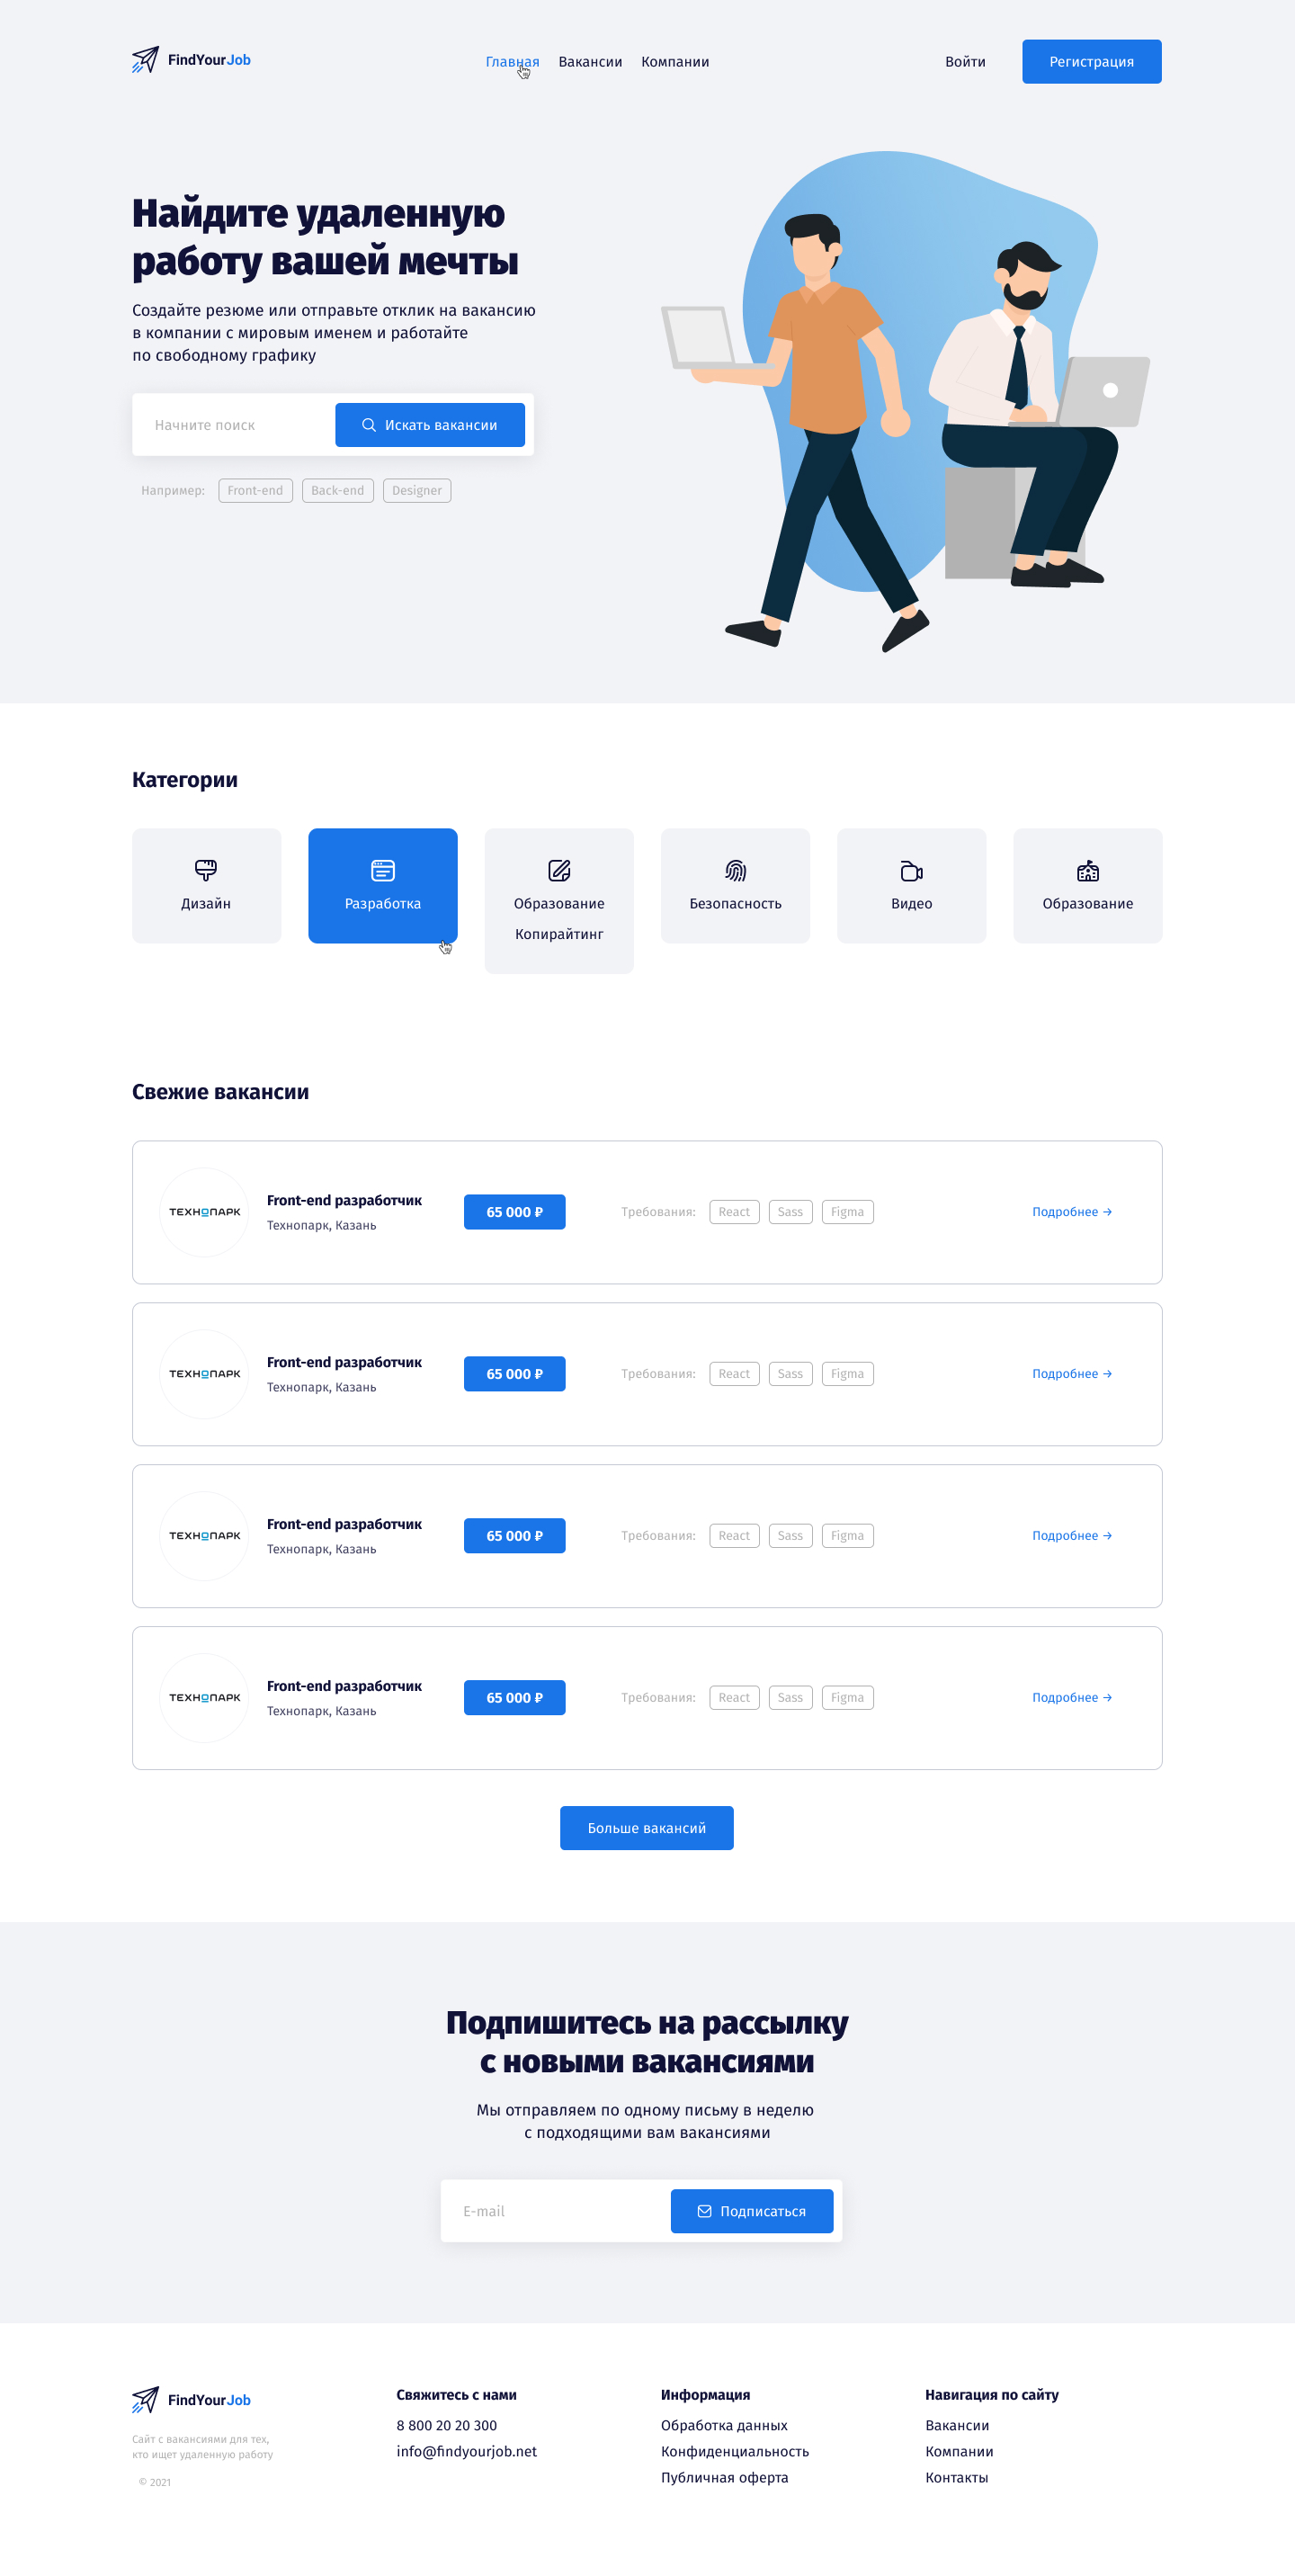 FindYourJob
Главная Вакансии Компании
Войти
Регистрация
Найдите удаленную
работу вашей мечты
Создайте резюме или отправьте отклик на вакансию
в компании с мировым именем и работайте
по свободному графику
Начните поиск
Искать вакансии
Например: Front-end Back-end Designer
Категории
Дизайн
Разработка
Образование
Копирайтинг
Безопасность
Видео
Образование
Свежие вакансии
ТЕХНОПАРК
Front-end разработчик
Технопарк, Казань
65 000 ₽
Требования: React Sass Figma
Подробнее →
ТЕХНОПАРК
Front-end разработчик
Технопарк, Казань
65 000 ₽
Требования: React Sass Figma
Подробнее →
ТЕХНОПАРК
Front-end разработчик
Технопарк, Казань
65 000 ₽
Требования: React Sass Figma
Подробнее →
ТЕХНОПАРК
Front-end разработчик
Технопарк, Казань
65 000 ₽
Требования: React Sass Figma
Подробнее →
Больше вакансий
Подпишитесь на рассылку
с новыми вакансиями
Мы отправляем по одному письму в неделю
с подходящими вам вакансиями
E-mail
Подписаться
FindYourJob
Сайт с вакансиями для тех,
кто ищет удаленную работу
© 2021
Свяжитесь с нами
8 800 20 20 300
info@findyourjob.net
Информация
Обработка данных
Конфиденциальность
Публичная оферта
Навигация по сайту
Вакансии
Компании
Контакты